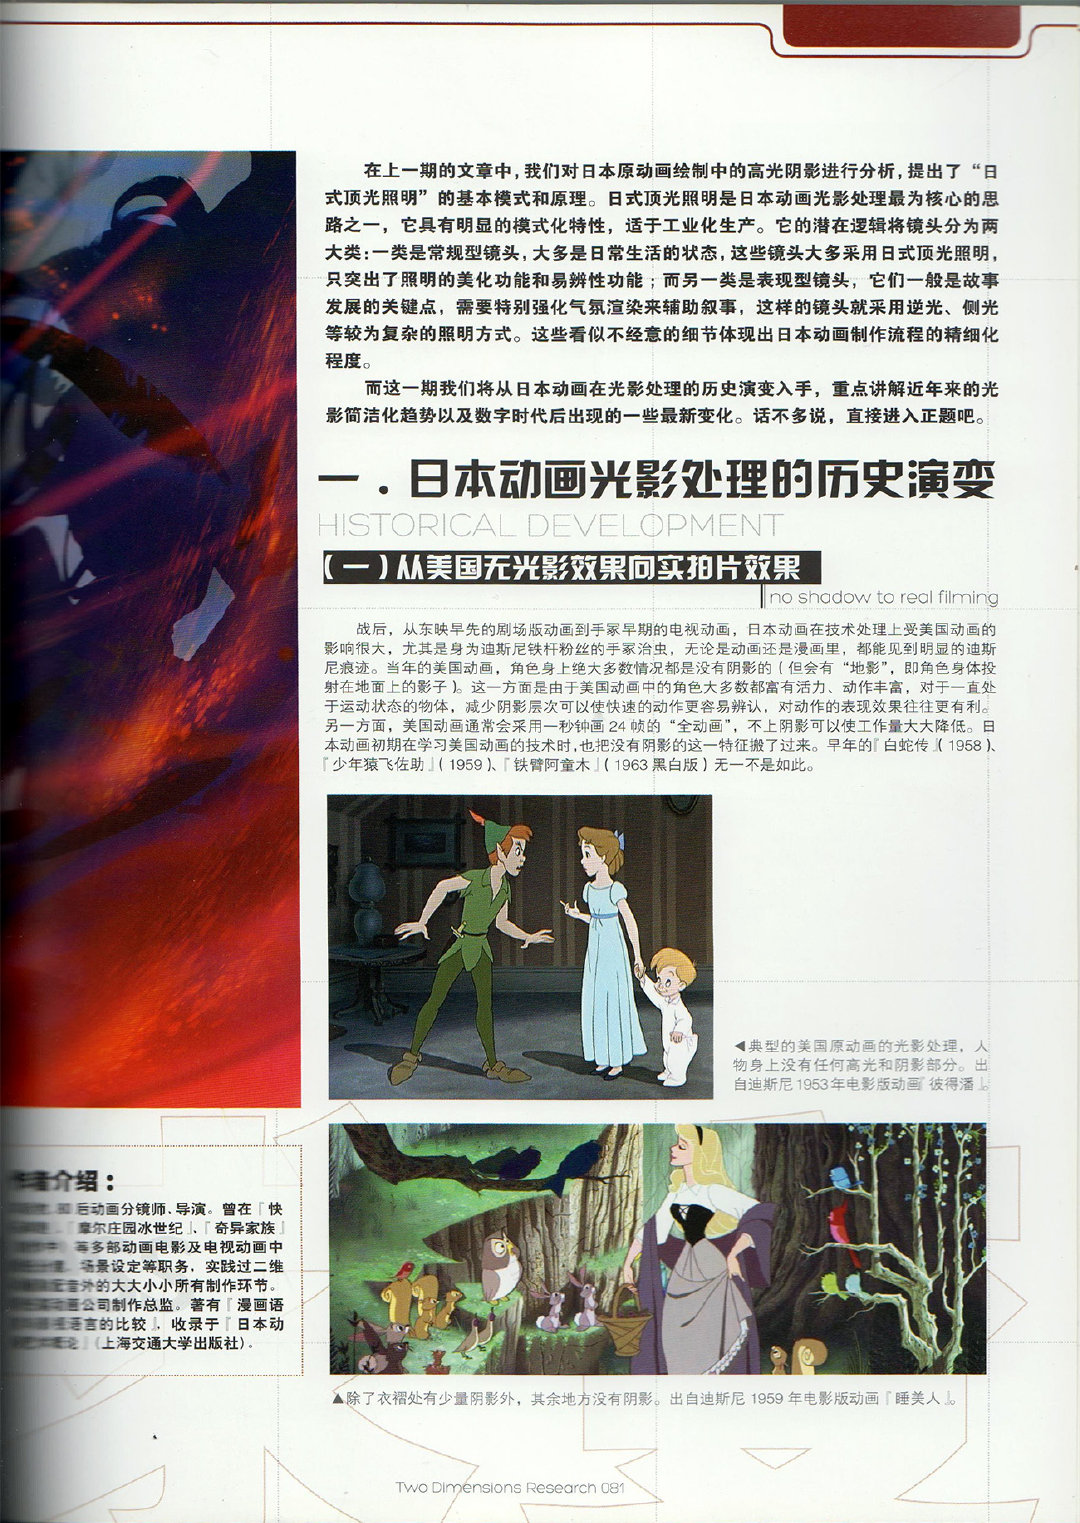 在上一期的文章中，我们对日本原动画绘制中的高光阴影进行分析，提出了“日
式顶光照明”的基本模式和原理。日式顶光照明是日本动画光影处理最为核心的思
路之一，它具有明显的模式化特性，适于工业化生产。它的潜在逻辑将镜头分为两
大类：一类是常规型镜头，大多是日常生活的状态，这些镜头大多采用日式顶光照明，
只突出了照明的美化功能和易辨性功能；而另一类是表现型镜头，它们一般是故事
发展的关键点，需要特别强化气氛渲染来辅助叙事，这样的镜头就采用逆光、侧光
等较为复杂的照明方式。这些看似不经意的细节体现出日本动画制作流程的精细化
程度。
而这一期我们将从日本动画在光影处理的历史演变入手，重点讲解近年来的光
影简洁化趋势以及数字时代后出现的一些最新变化。话不多说，直接进入正题吧。
一．日本动画光影处理的历史演变
HISTORICAL DEVELOPMENT
（一）从美国无光影效果向实拍片效果
no shadow to real filming
战后，从东映早先的剧场版动画到手冢早期的电视动画，日本动画在技术处理上受美国动画的
影响很大，尤其是身为迪斯尼铁杆粉丝的手冢治虫，无论是动画还是漫画里，都能见到明显的迪斯
尼痕迹。当年的美国动画，角色身上绝大多数情况都是没有阴影的（但会有“地影”，即角色身体投
射在地面上的影子）。这一方面是由于美国动画中的角色大多数都富有活力、动作丰富，对于一直处
于运动状态的物体，减少阴影层次可以使快速的动作更容易辨认，对动作的表现效果往往更有利。
另一方面，美国动画通常会采用一秒钟画 24 帧的“全动画”，不上阴影可以使工作量大大降低。日
本动画初期在学习美国动画的技术时，也把没有阴影的这一特征搬了过来。早年的『白蛇传』（1958）、
『少年猿飞佐助』（1959）、『铁臂阿童木』（1963 黑白版）无一不是如此。
◀典型的美国原动画的光影处理，人
物身上没有任何高光和阴影部分。出
自迪斯尼 1953 年电影版动画『彼得潘』。
▲除了衣褶处有少量阴影外，其余地方没有阴影。出自迪斯尼 1959 年电影版动画『睡美人』。
作者介绍：
后动画分镜师、导演。曾在『快
』、『摩尔庄园冰世纪』、『奇异家族』
等多部动画电影及电视动画中
场景设定等职务，实践过二维
音外的大大小小所有制作环节。
动画公司制作总监。著有『漫画语
语言的比较』，收录于『日本动
概论』（上海交通大学出版社）。
Two Dimensions Research 081